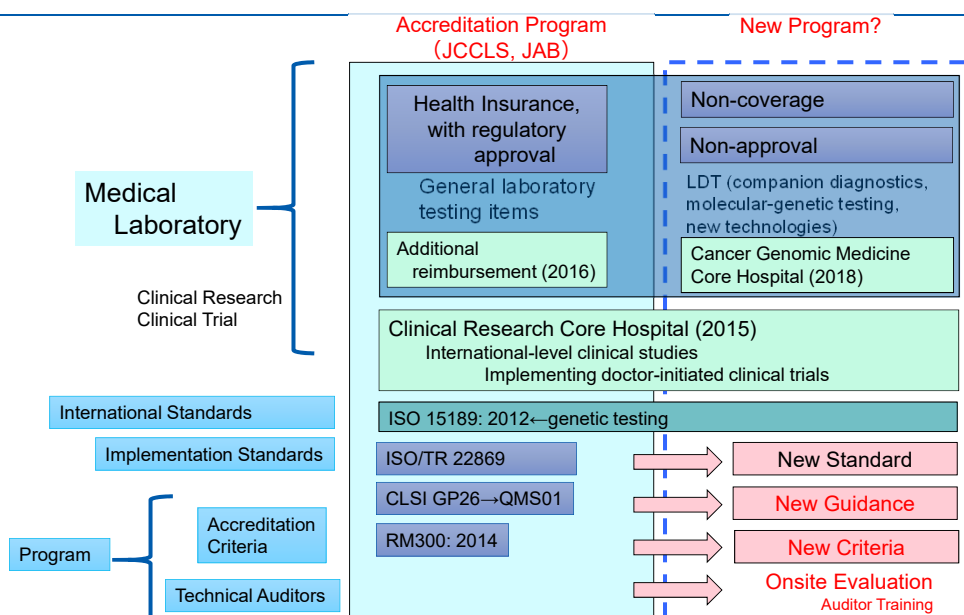 Accreditation Program
(JCCLS, JAB)
New Program?
Medical
Laboratory
Clinical Research
Clinical Trial
Health Insurance,
with regulatory
approval
General laboratory
testing items
Additional
reimbursement (2016)
Non-coverage
Non-approval
LDT (companion diagnostics,
molecular-genetic testing,
new technologies)
Cancer Genomic Medicine
Core Hospital (2018)
Clinical Research Core Hospital (2015)
International-level clinical studies
Implementing doctor-initiated clinical trials
International Standards
ISO 15189: 2012←genetic testing
Implementation Standards
ISO/TR 22869
New Standard
CLSI GP26→QMS01
New Guidance
Program
Accreditation
Criteria
RM300: 2014
New Criteria
Technical Auditors
Onsite Evaluation
Auditor Training